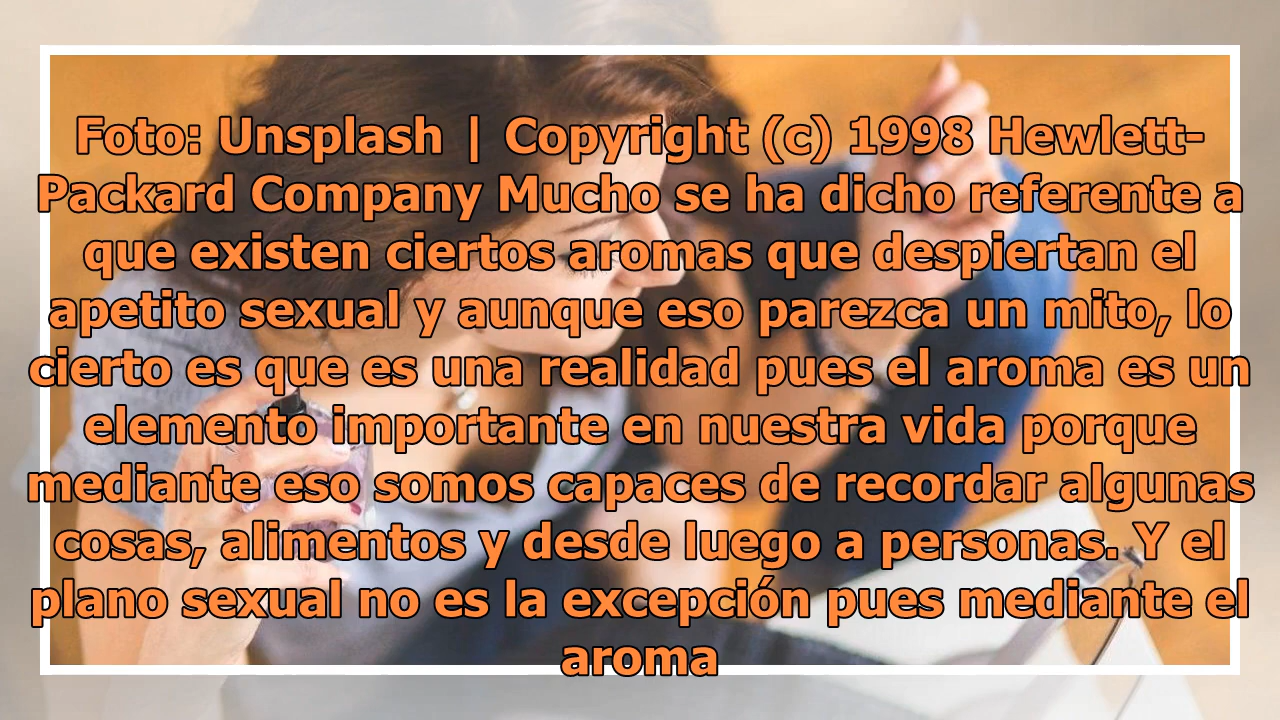 Foto: Unsplash | Copyright (c) 1998 Hewlett-
Packard Company Mucho se ha dicho referente a
que existen ciertos aromas que despiertan el
apetito sexual y aunque eso parezca un mito, lo
cierto es que es una realidad pues el aroma es un
elemento importante en nuestra vida porque
mediante eso somos capaces de recordar algunas
cosas, alimentos y desde luego a personas. Y el
plano sexual no es la excepción pues mediante el
aroma